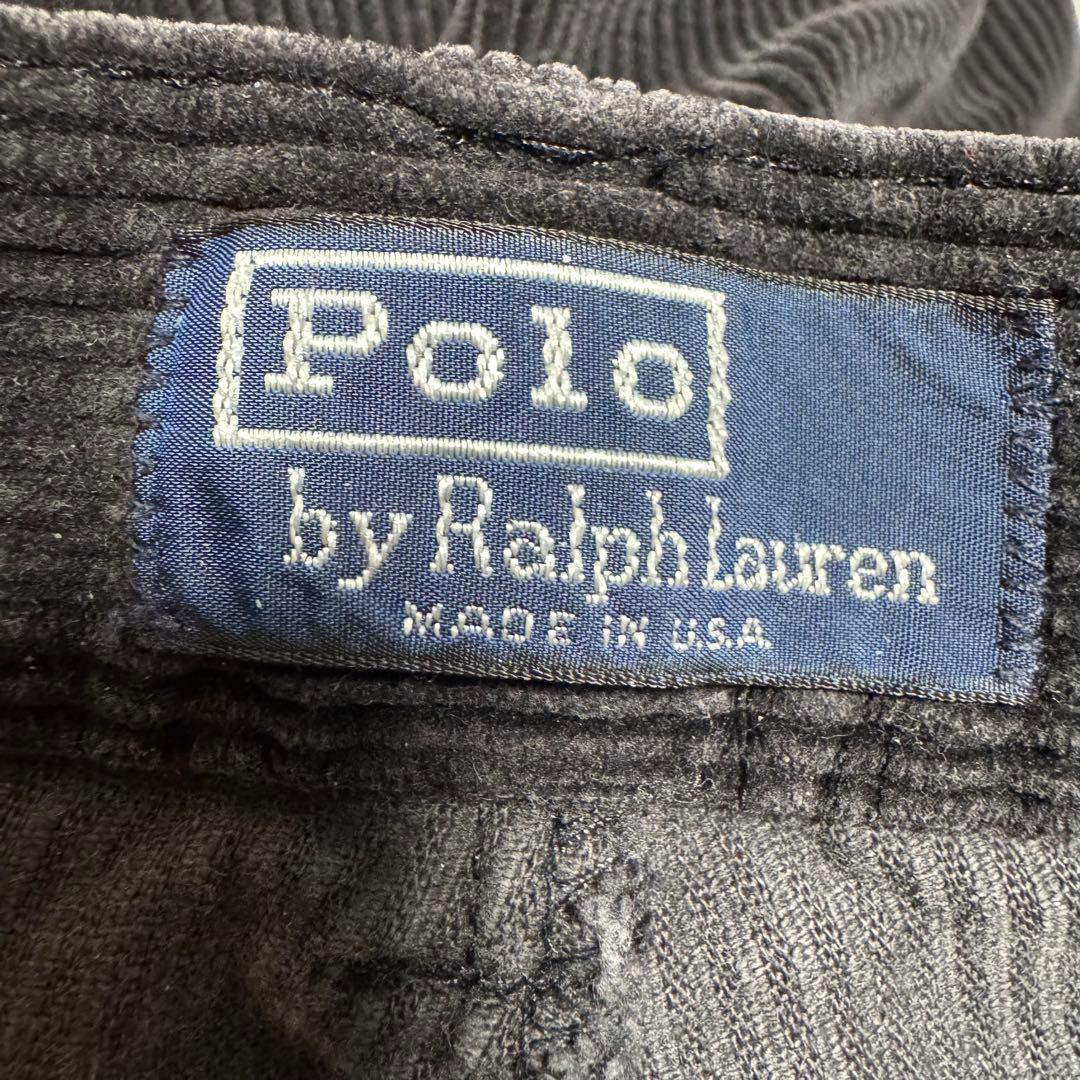 Polo
by Ralph Lauren
MADE iN U.S.A.